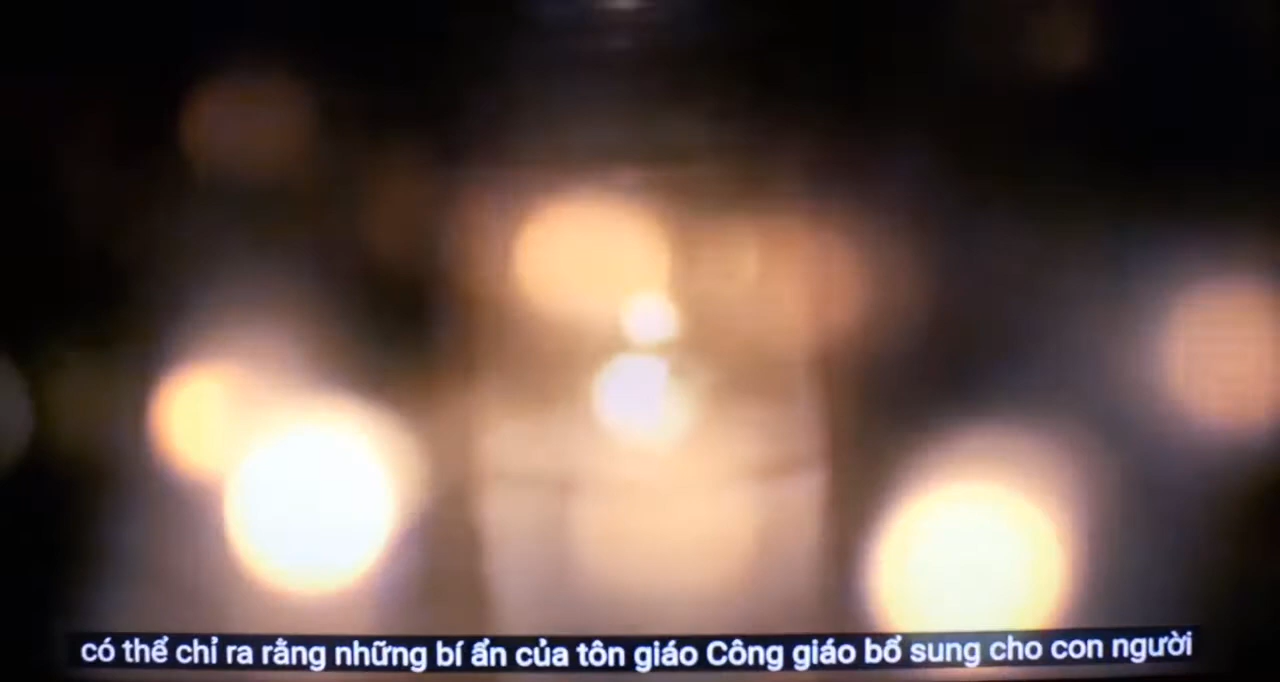 có thể chỉ ra rằng những bí ẩn của tôn giáo Công giáo bổ sung cho con người